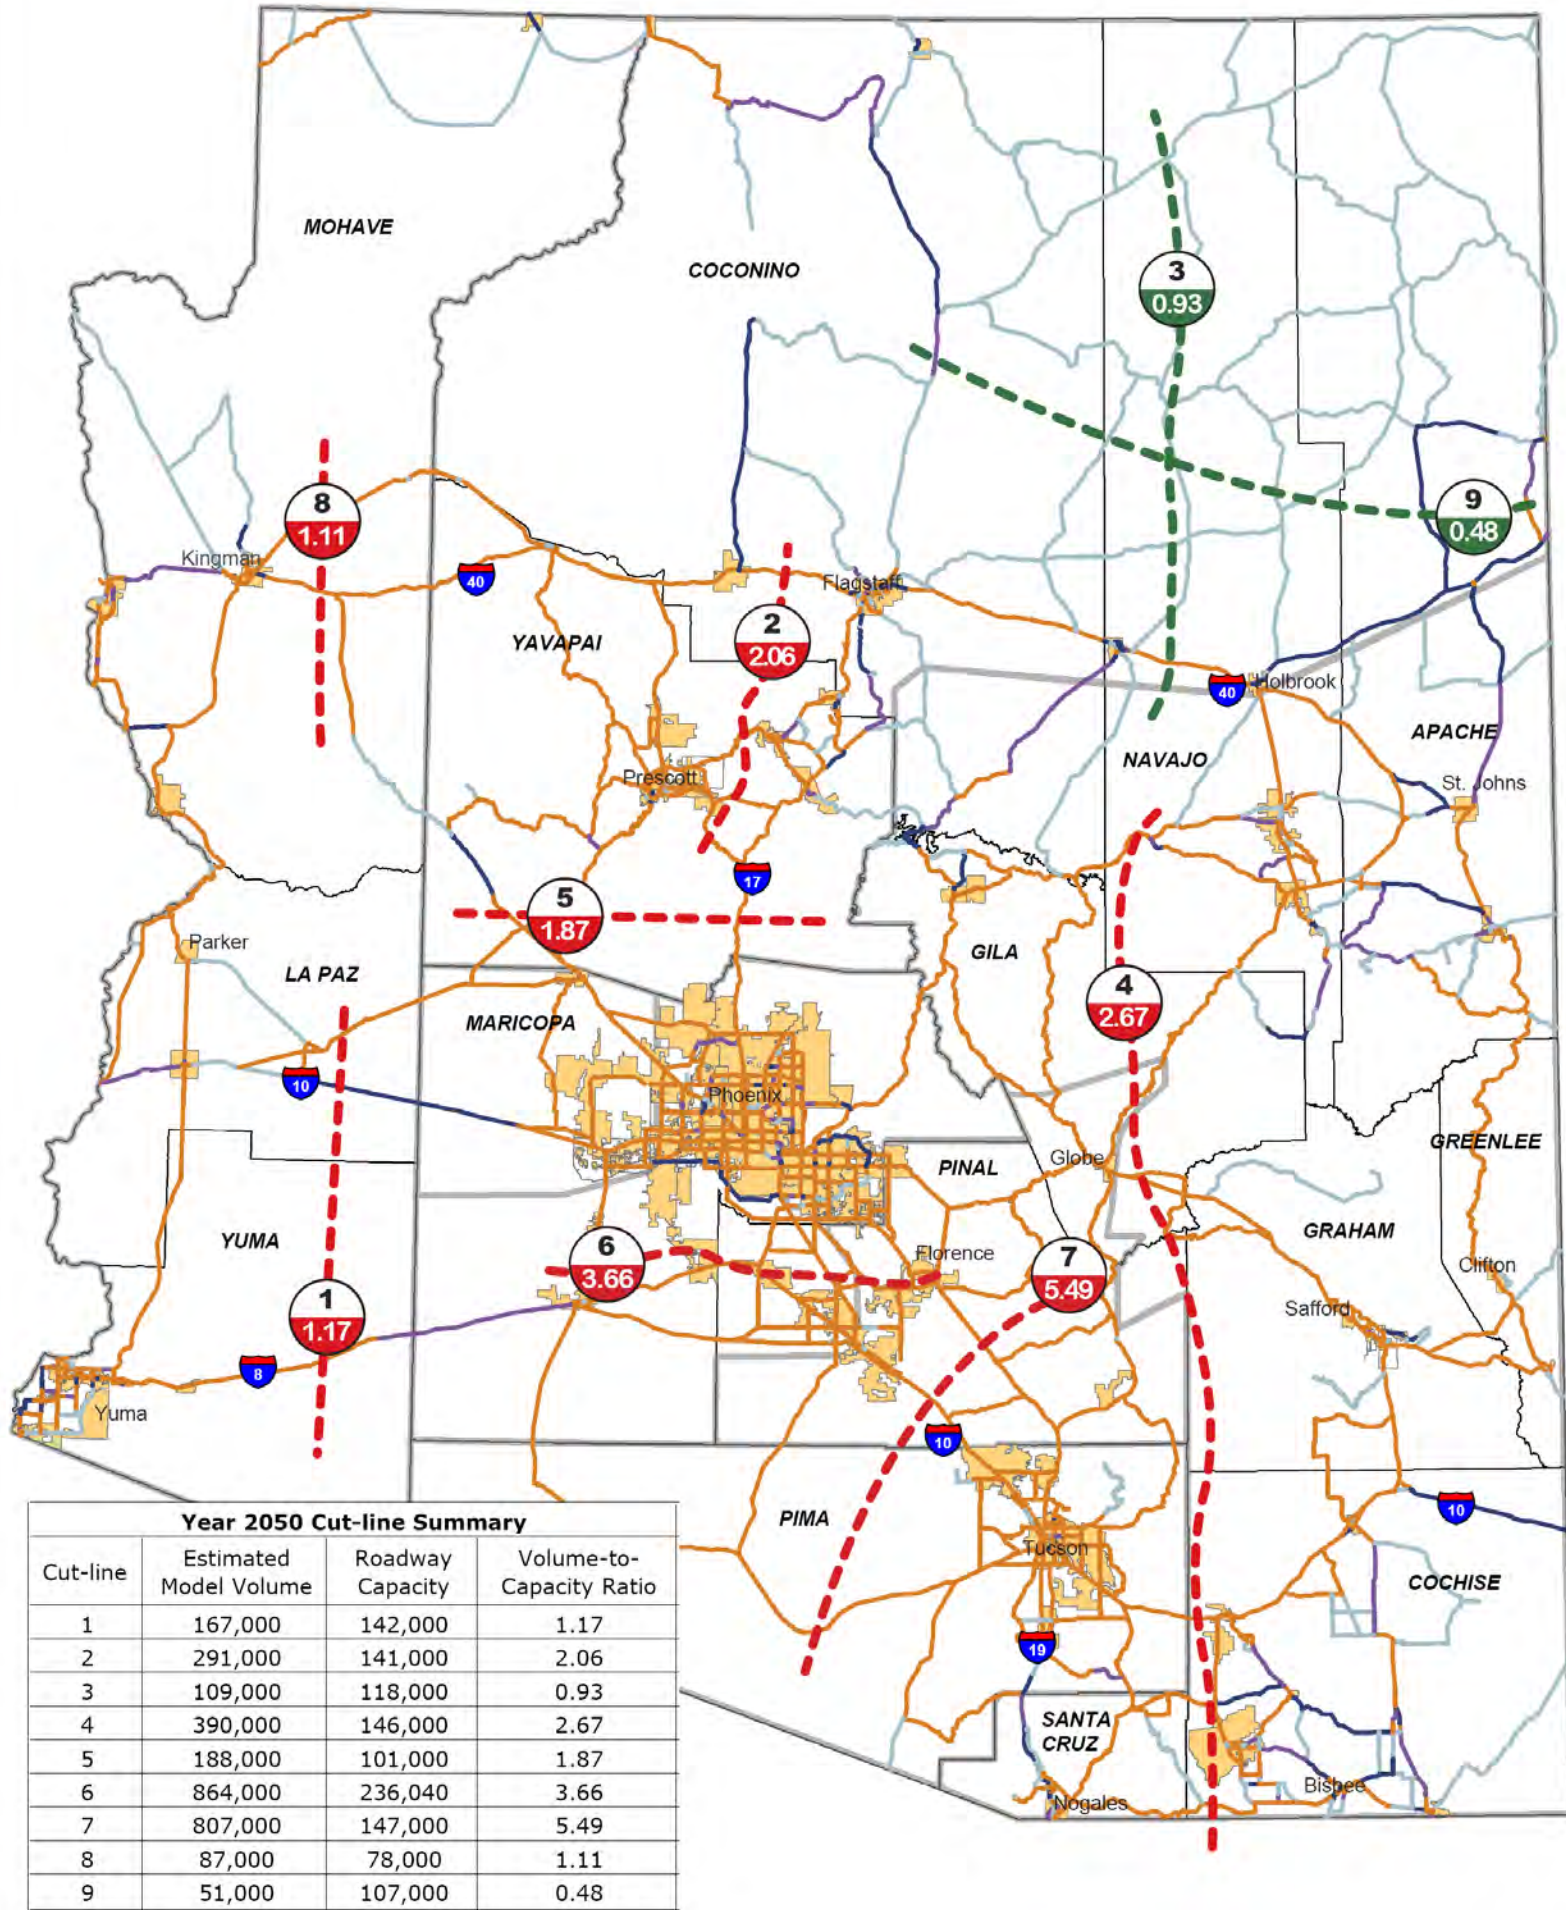 MOHAVE
COCONINO
3
0.93
8
1.11
9
0.48
Kingman
40
Flagstaff
2
2.06
YAVAPAI
40
Holbrook
APACHE
NAVAJO
Prescott
St. Johns
17
5
1.87
Parker
GILA
LA PAZ
4
2.67
MARICOPA
10
Phoenix
GREENLEE
Globe
PINAL
GRAHAM
YUMA
6
3.66
Florence
7
5.49
Clifton
1
1.17
Safford
8
Yuma
10
10
PIMA
Tucson
COCHISE
19
SANTA
CRUZ
Bisbee
Nogales
Year 2050 Cut-line Summary
Cut-line Estimated Model Volume Roadway Capacity Volume-to-Capacity Ratio
1 167,000 142,000 1.17
2 291,000 141,000 2.06
3 109,000 118,000 0.93
4 390,000 146,000 2.67
5 188,000 101,000 1.87
6 864,000 236,040 3.66
7 807,000 147,000 5.49
8 87,000 78,000 1.11
9 51,000 107,000 0.48